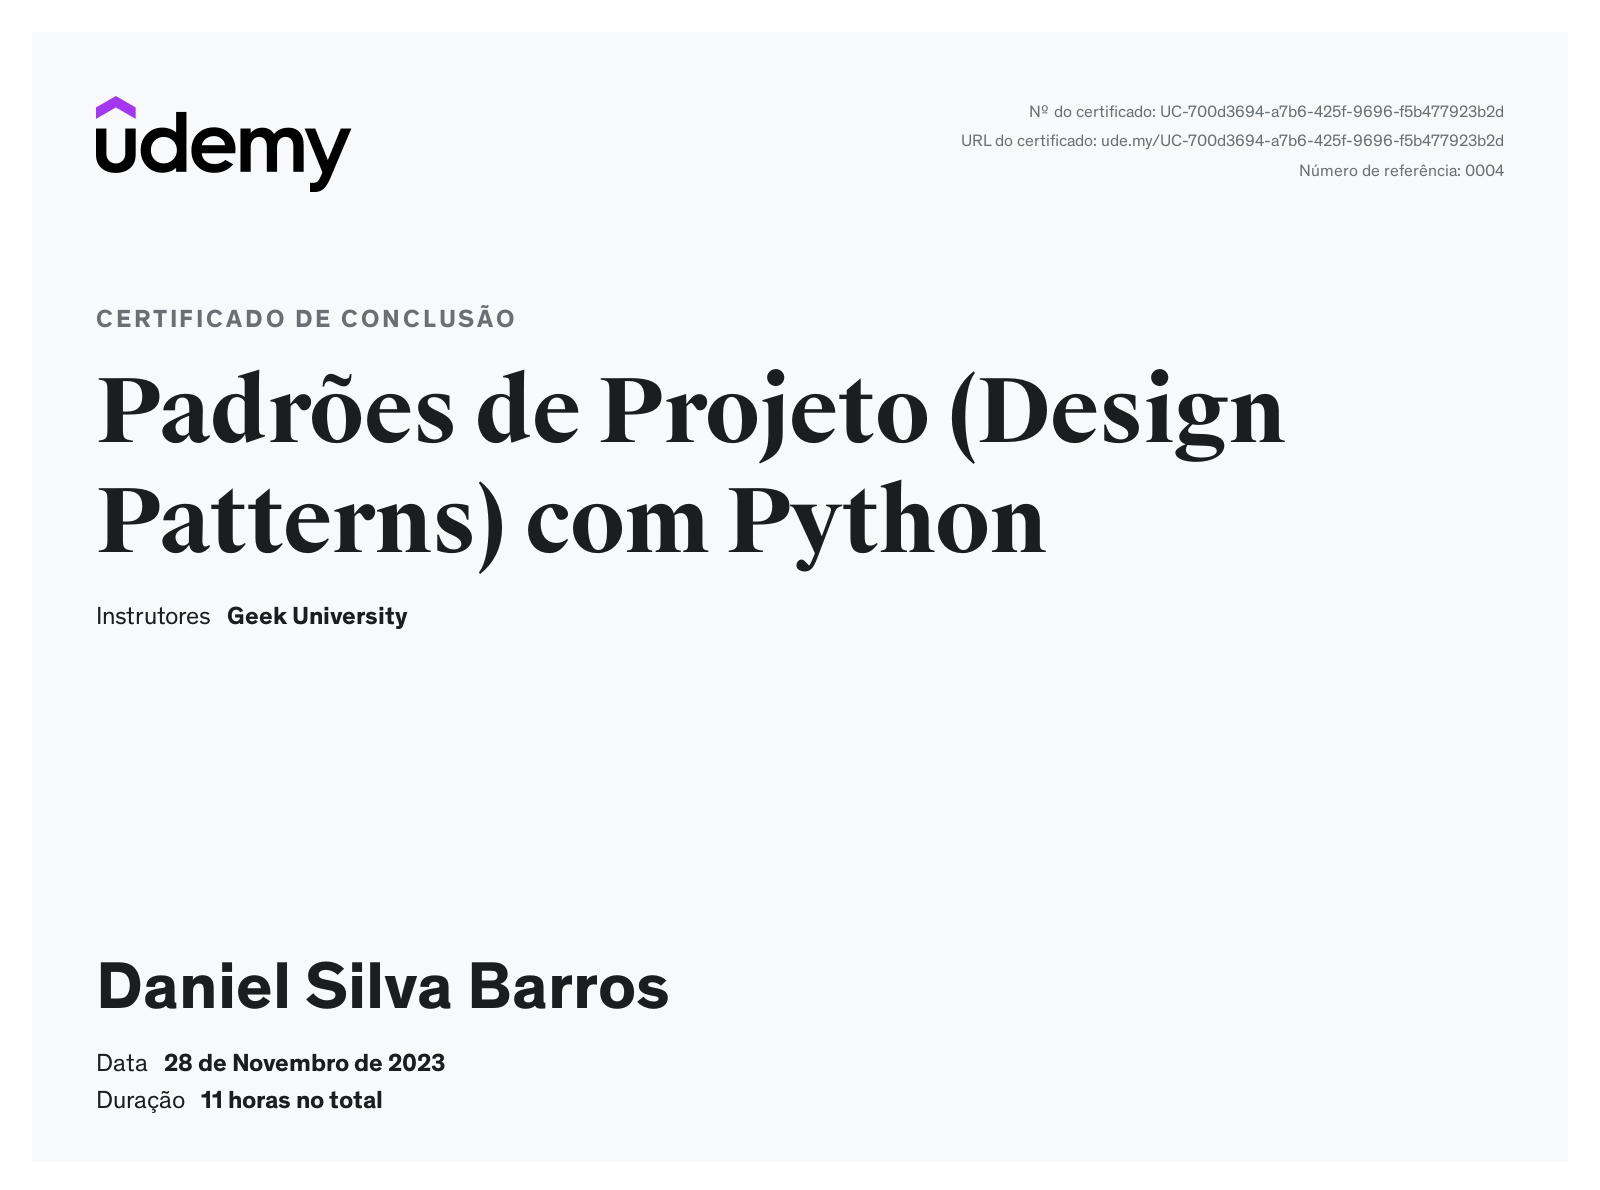 udemy
Nº do certificado: UC-700d3694-a7b6-425f-9696-f5b477923b2d
URL do certificado: ude.my/UC-700d3694-a7b6-425f-9696-f5b477923b2d
Número de referência: 0004
CERTIFICADO DE CONCLUSÃO
Padrões de Projeto (Design
Patterns) com Python
Instrutores Geek University
Daniel Silva Barros
Data 28 de Novembro de 2023
Duração 11 horas no total